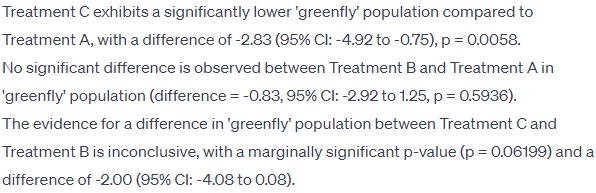 Treatment C exhibits a significantly lower 'greenfly' population compared to
Treatment A, with a difference of -2.83 (95% CI: -4.92 to -0.75), p = 0.0058.
No significant difference is observed between Treatment B and Treatment A in
'greenfly' population (difference = -0.83, 95% CI: -2.92 to 1.25, p = 0.5936).
The evidence for a difference in 'greenfly' population between Treatment C and
Treatment B is inconclusive, with a marginally significant p-value (p = 0.06199) and a
difference of -2.00 (95% CI: -4.08 to 0.08).